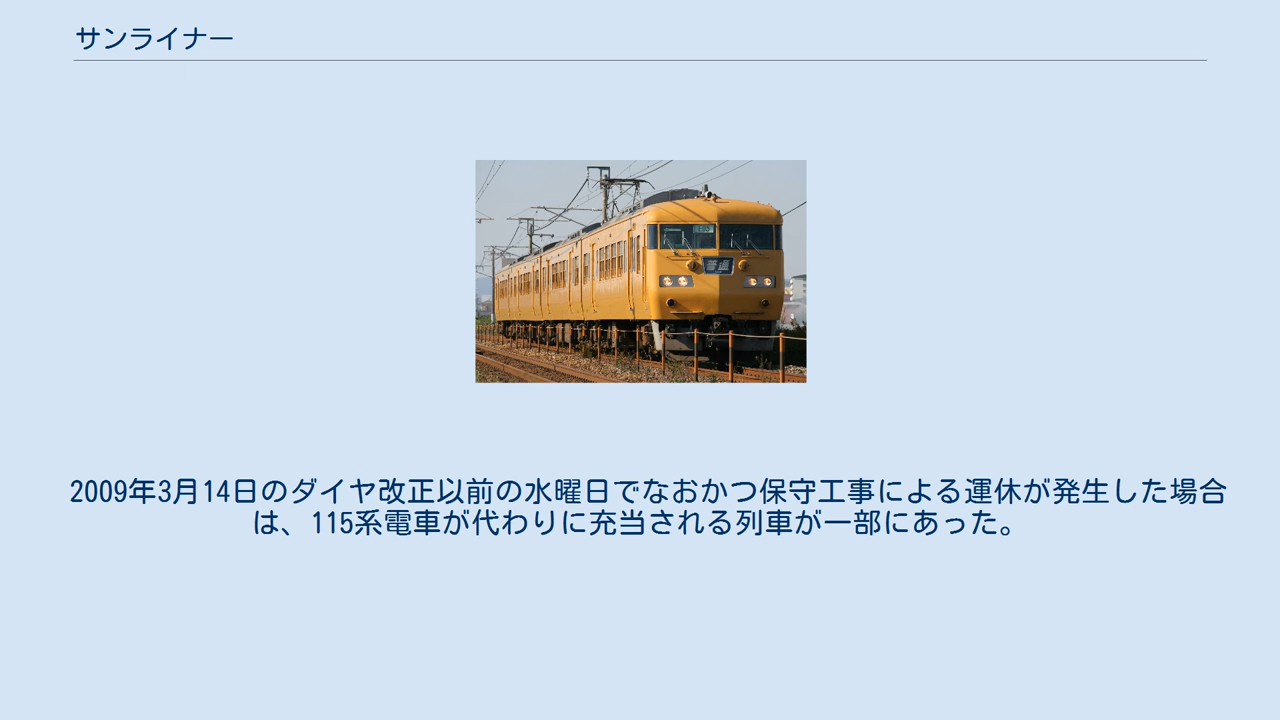 サンライナー
2009年3月14日のダイヤ改正以前の水曜日でなおかつ保守工事による運休が発生した場合
は、115系電車が代わりに充当される列車が一部にあった。